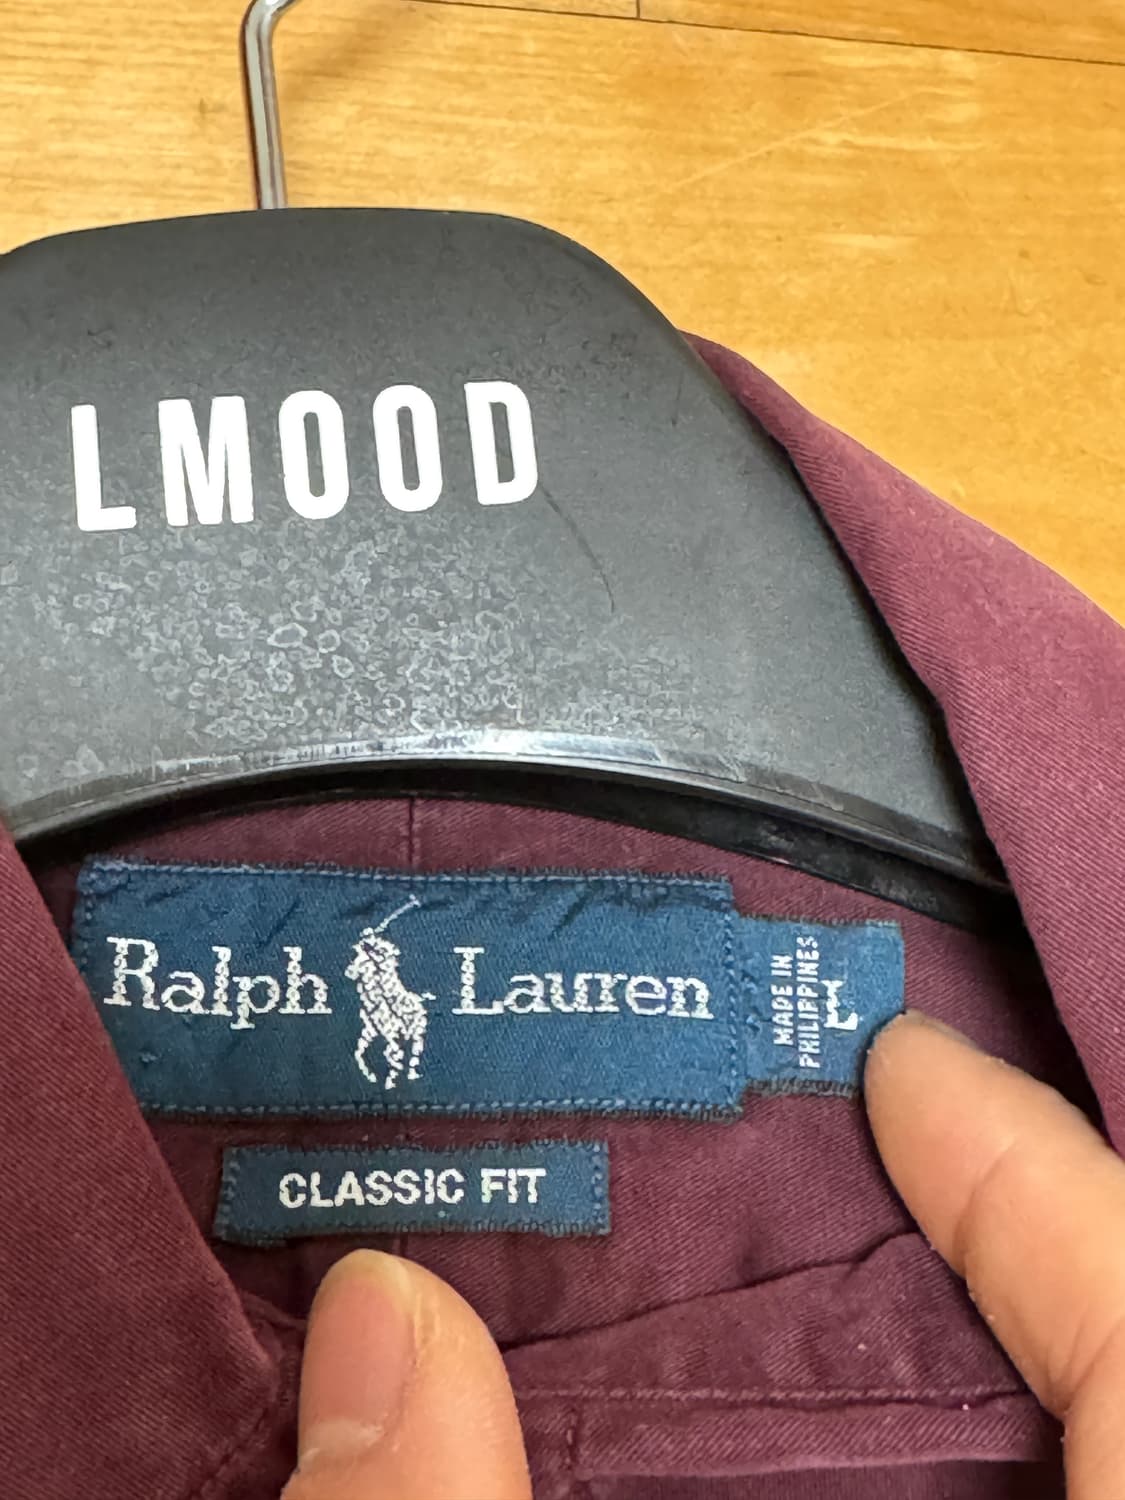 LMOOD
Ralph Lauren
MADE IN
PHILIPPINES
L
CLASSIC FIT